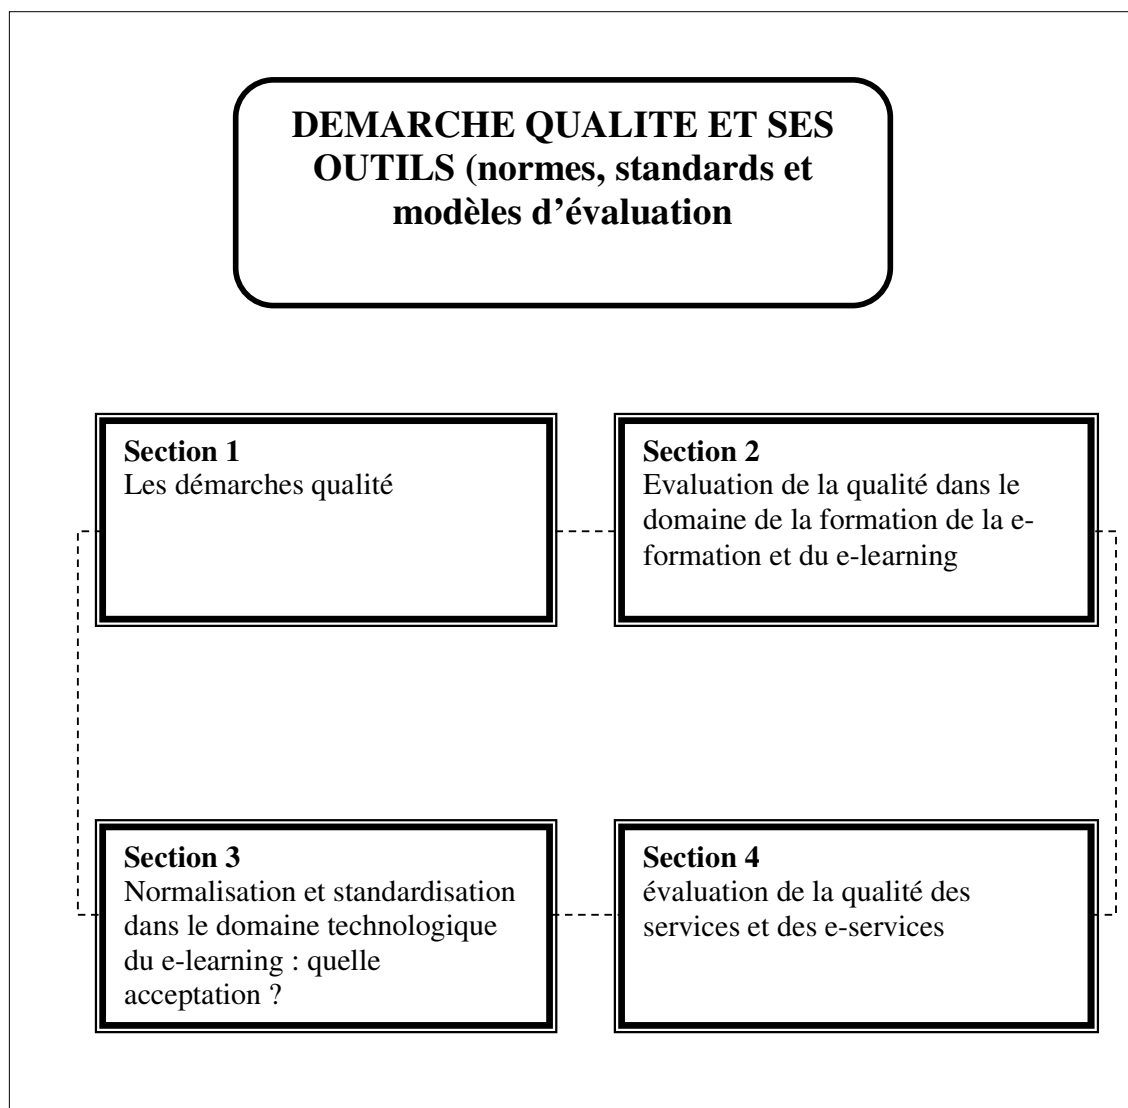 DEMARCHE QUALITE ET SES
OUTILS (normes, standards et
modèles d’évaluation
Section 1
Les démarches qualité
Section 2
Evaluation de la qualité dans le
domaine de la formation de la e-
formation et du e-learning
Section 3
Normalisation et standardisation
dans le domaine technologique
du e-learning : quelle
acceptation ?
Section 4
évaluation de la qualité des
services et des e-services